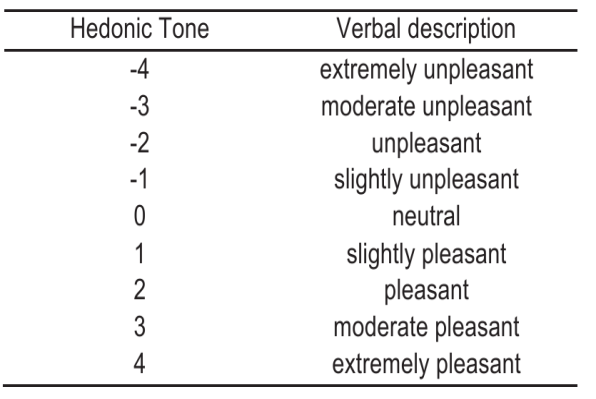 Hedonic Tone Verbal description
-4 extremely unpleasant
-3 moderate unpleasant
-2 unpleasant
-1 slightly unpleasant
0 neutral
1 slightly pleasant
2 pleasant
3 moderate pleasant
4 extremely pleasant